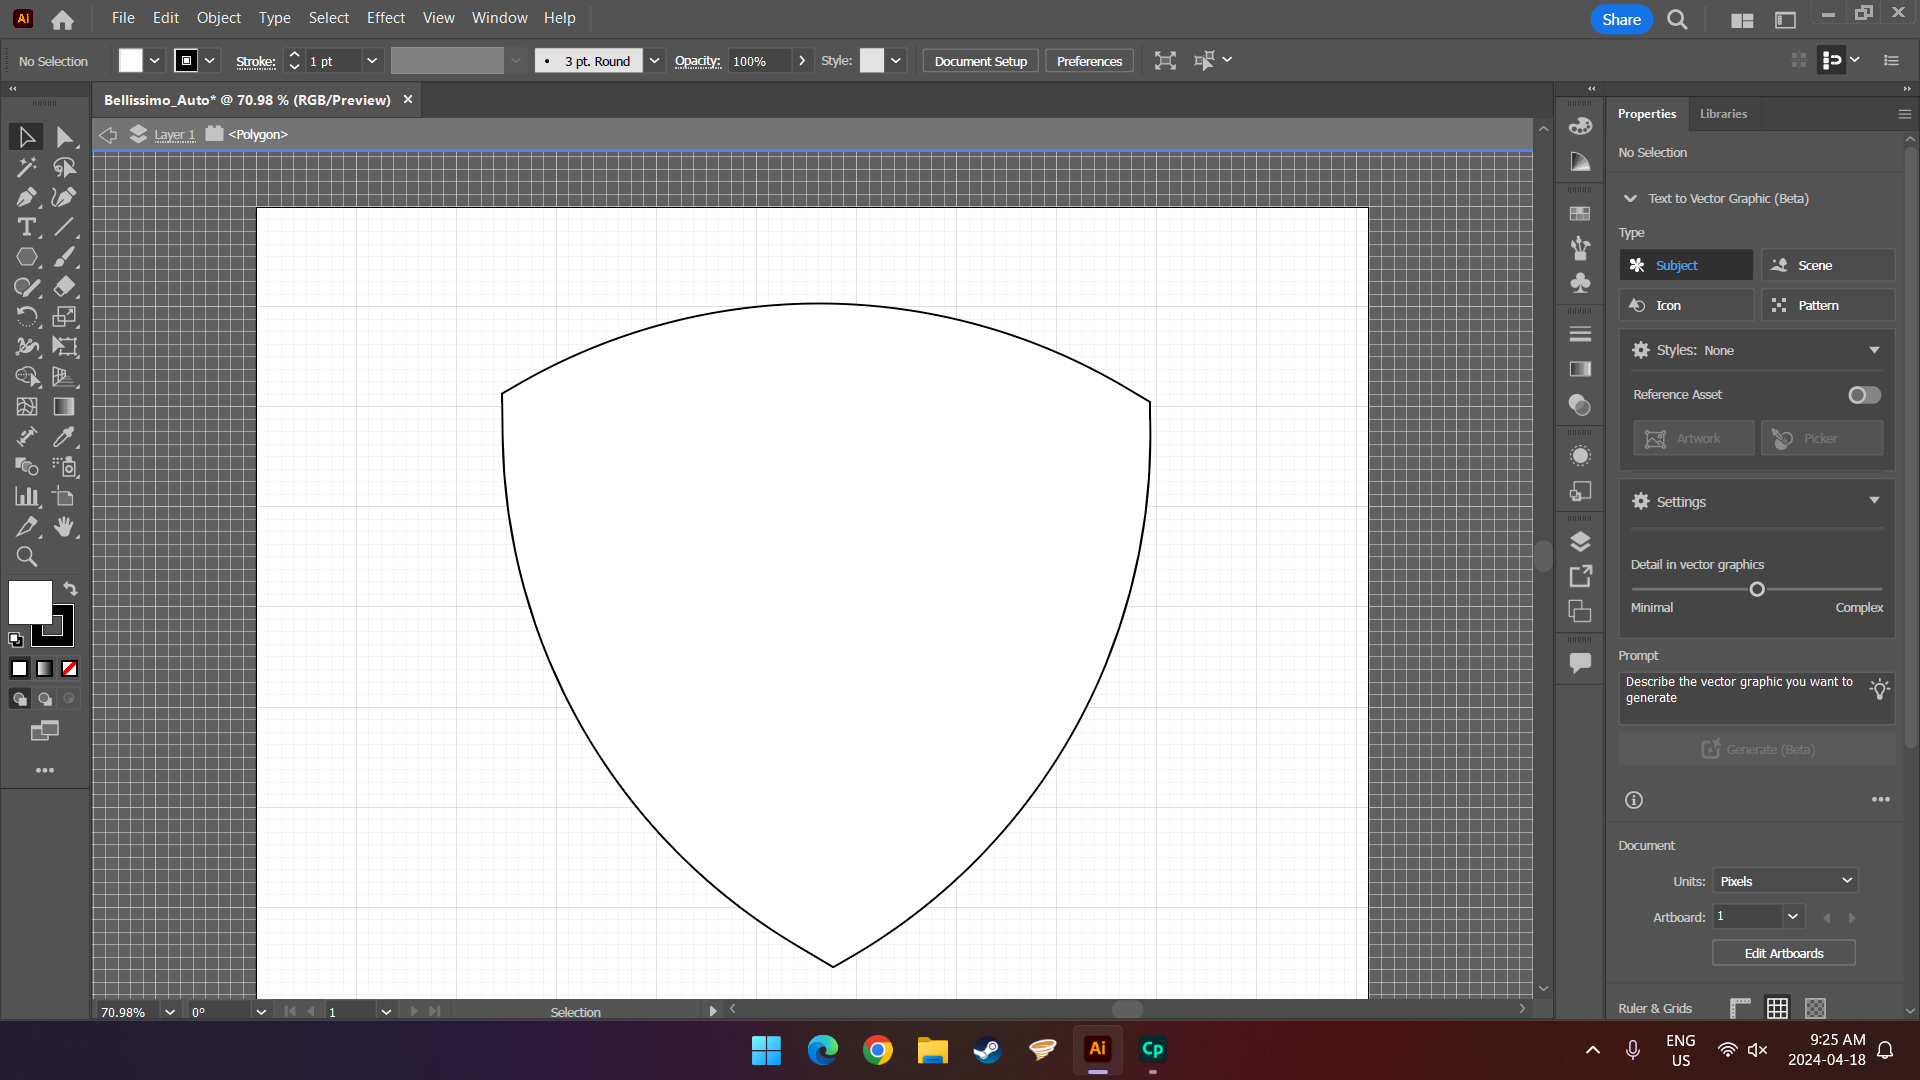 Ai File Edit Object Type Select Effect View Window Help Share
No Selection Stroke: 1 pt 3 pt. Round Opacity: 100% Style: Document Setup Preferences
Bellissimo_Auto* @ 70.98 % (RGB/Preview)
Layer 1 <Polygon>
Properties Libraries
No Selection
Text to Vector Graphic (Beta)
Type
Subject Scene
Icon Pattern
Styles: None
Reference Asset
Artwork Picker
Settings
Detail in vector graphics
Minimal Complex
Prompt
Describe the vector graphic you want to
generate
Generate (Beta)
Document
Units: Pixels
Artboard: 1
Edit Artboards
Ruler & Grids
70.98% 0° 1 Selection
Ai Cp
ENG
US
9:25 AM
2024-04-18